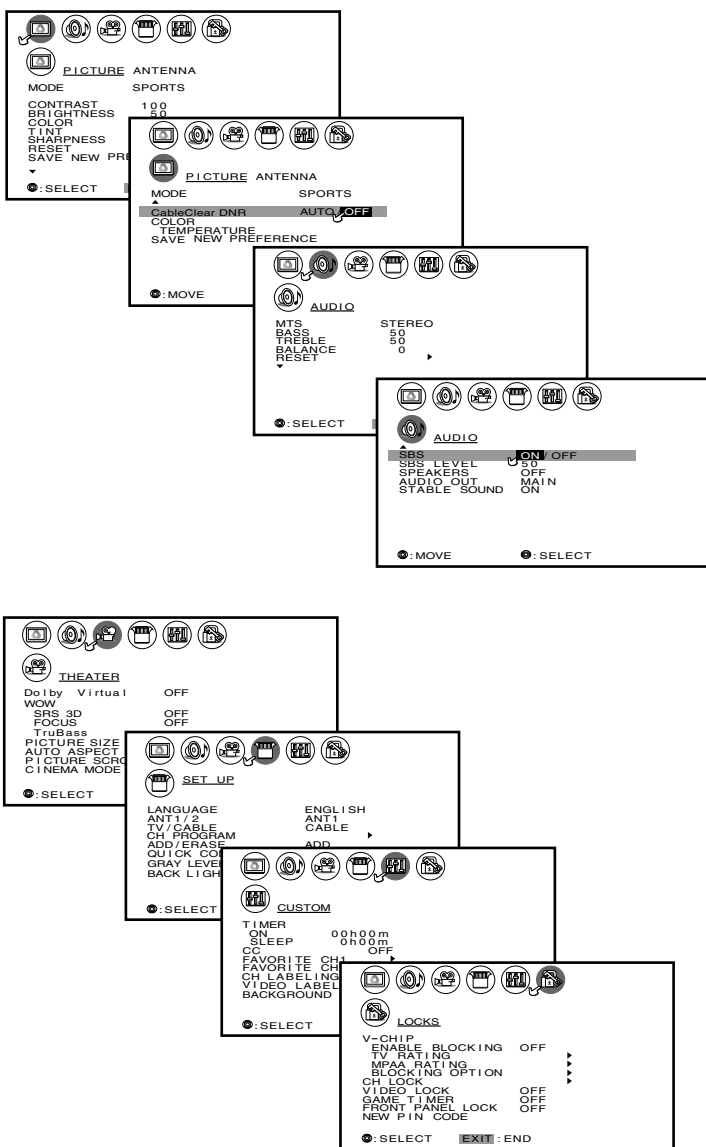 PICTURE ANTENNA
MODE SPORTS
CONTRAST 100
BRIGHTNESS 50
COLOR
TINT
SHARPNESS
RESET
SAVE NEW
:SELECT
PICTURE ANTENNA
MODE SPORTS
CableClear DNR AUTO OFF
COLOR
TEMPERATURE
SAVE NEW PREFERENCE
:MOVE
AUDIO
MTS STEREO
BASS 50
TREBLE 50
BALANCE 0
RESET
:SELECT
AUDIO
SBS ON / OFF
SBS LEVEL 50
SPEAKERS OFF
AUDIO OUT MAIN
STABLE SOUND ON
:MOVE :SELECT
THEATER
Dolby Virtual OFF
WOW
SRS 3D OFF
FOCUS OFF
TruBass
PICTURE SIZE
AUTO ASPECT
PICTURE
CINEMA MODE
:SELECT
SET UP
LANGUAGE ENGLISH
ANT1/2 ANT1
TV/CABLE CABLE
CH PROGRAM
ADD/ERASE ADD
QUICK
GRAY
BACK
:SELECT
CUSTOM
TIMER
ON 00h00m
SLEEP 0h00m
CC OFF
FAVORITE CH1
FAVORITE CH
CH LABELING
VIDEO LABEL
BACKGROUND
:SELECT
LOCKS
V-CHIP
ENABLE BLOCKING OFF
TV RATING
MPAA RATING
BLOCKING OPTION
CH LOCK
VIDEO LOCK OFF
GAME TIMER OFF
FRONT PANEL LOCK OFF
NEW PIN CODE
:SELECT EXIT :END